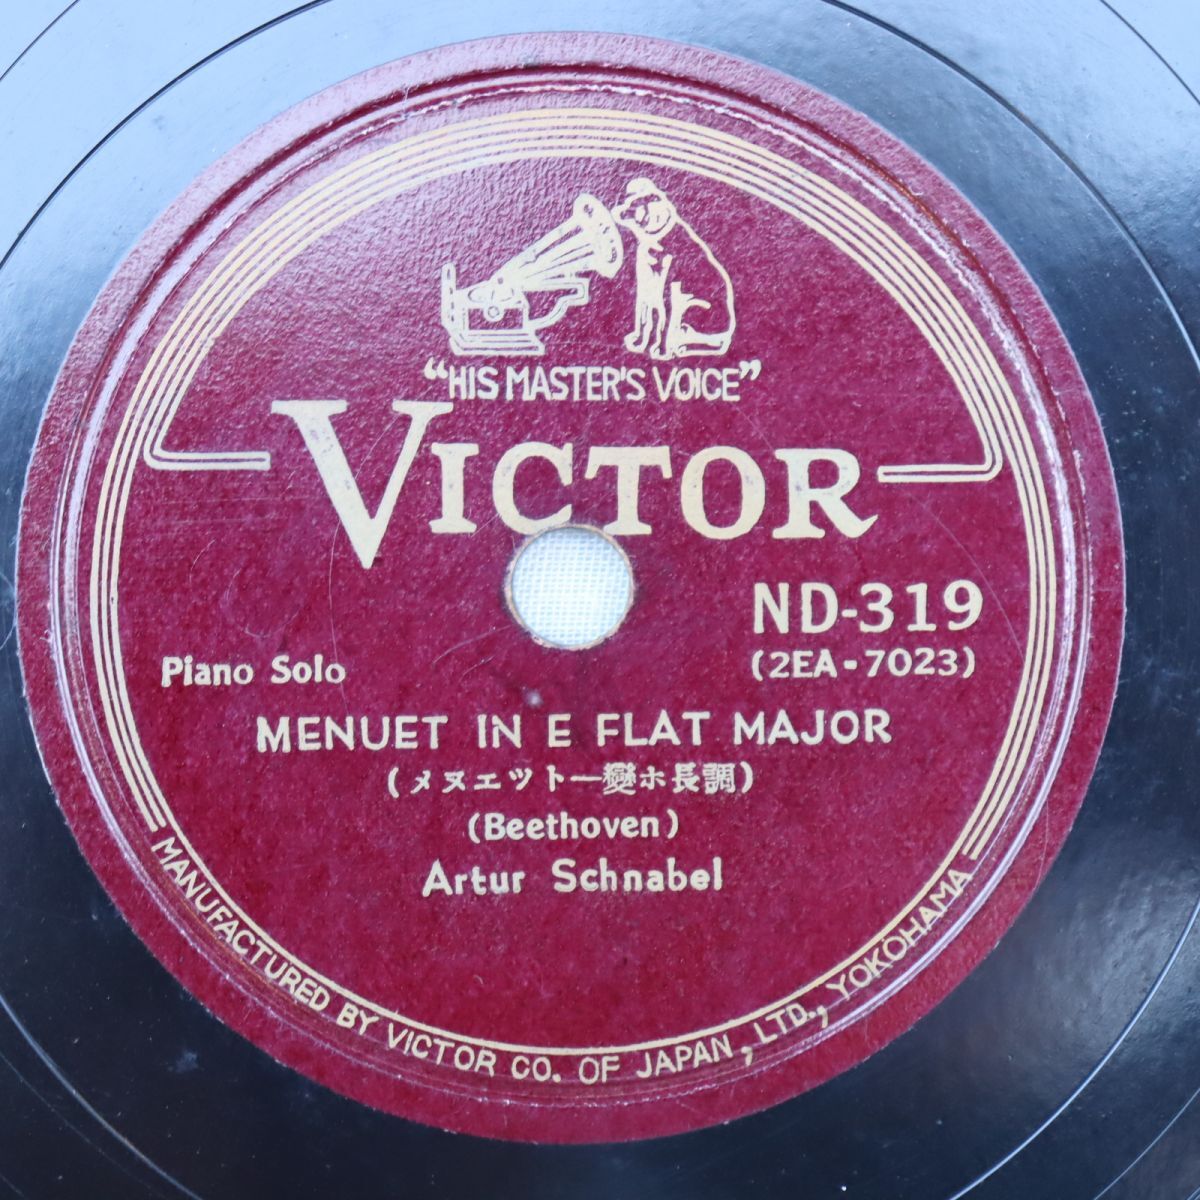 “HIS MASTER'S VOICE”
VICTOR
ND-319
(2EA-7023)
Piano Solo
MENUET IN E FLAT MAJOR
(メヌエットー變ホ長調)
(Beethoven)
Artur Schnabel
MANUFACTURED BY VICTOR CO. OF JAPAN, LTD., YOKOHAMA